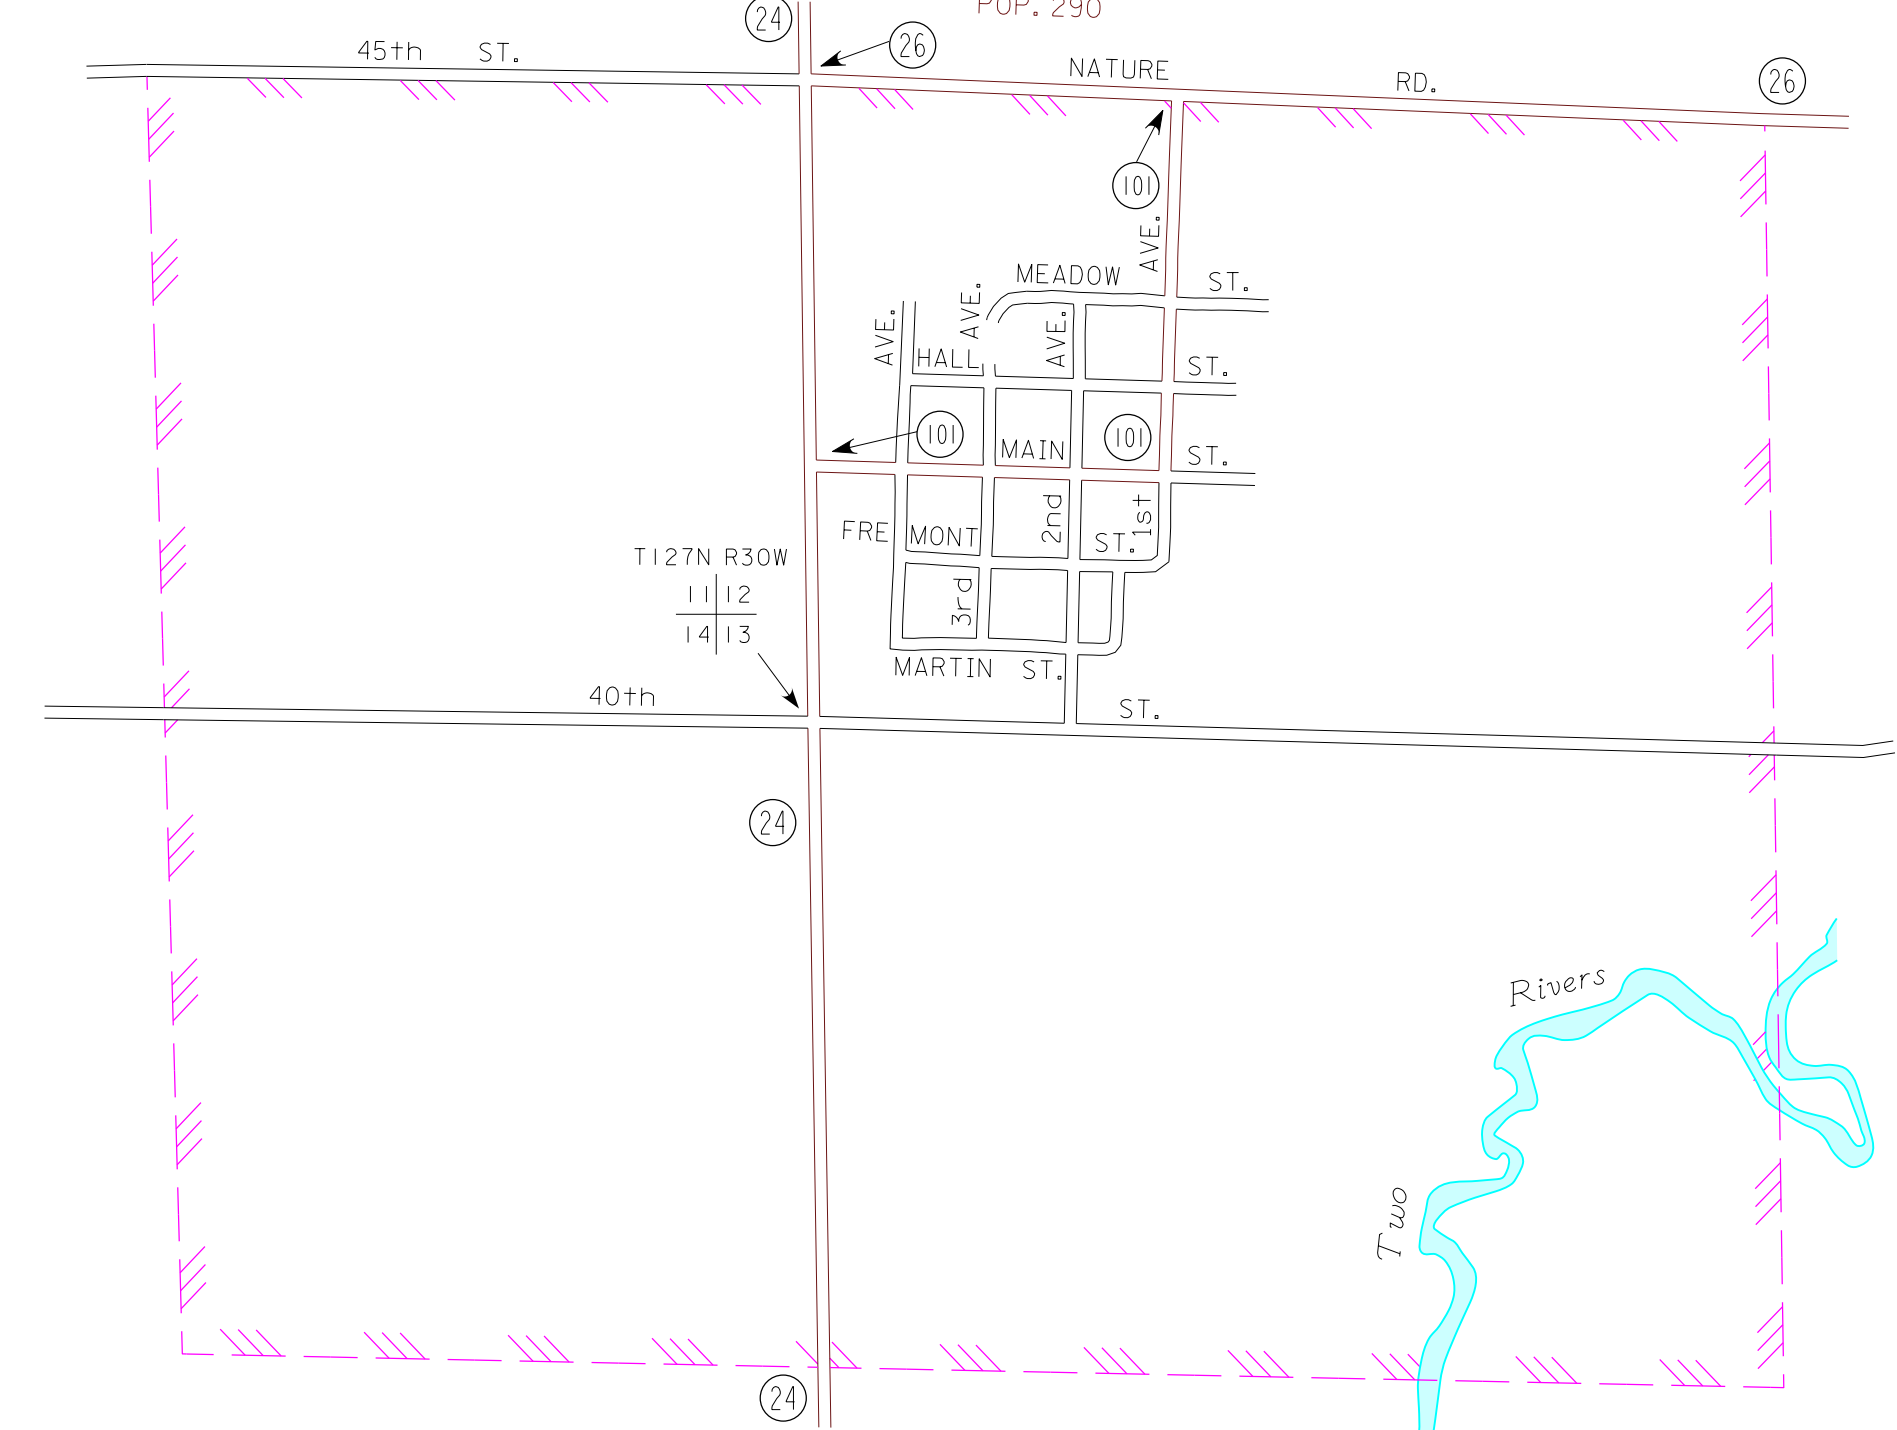 POP. 290
24
26
45th ST.
NATURE RD.
26
101
AVE.
MEADOW ST.
AVE.
AVE.
AVE.
HALL ST.
101
101
MAIN ST.
2nd
1st
FRE MONT ST.
T127N R30W
11 12
14 13
3rd
MARTIN ST.
40th ST.
24
Rivers
Two
24